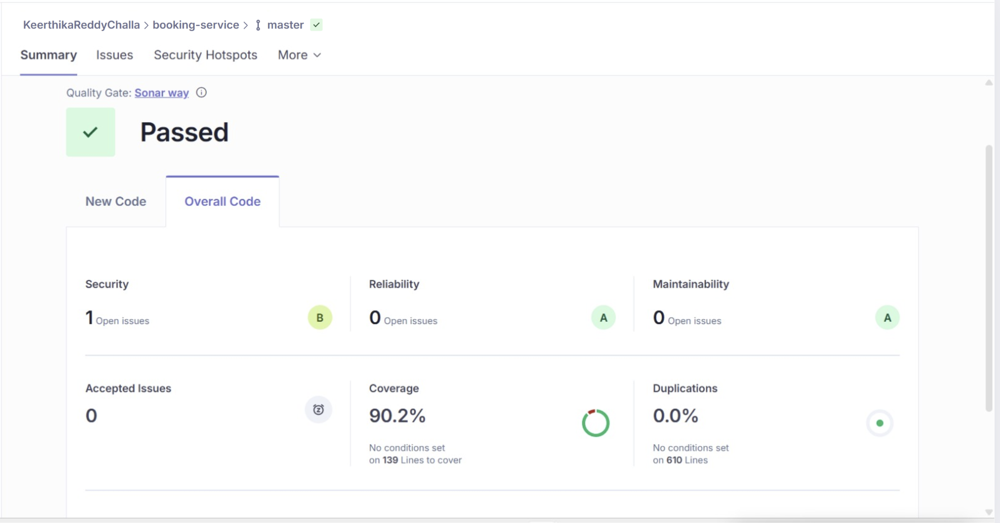 KeerthikaReddyChalla > booking-service > master
Summary Issues Security Hotspots More
Quality Gate: Sonar way
Passed
New Code Overall Code
Security Reliability Maintainability
1 Open issues B 0 Open issues A 0 Open issues A
Accepted Issues Coverage Duplications
0 90.2% 0.0%
No conditions set No conditions set
on 139 Lines to cover on 610 Lines